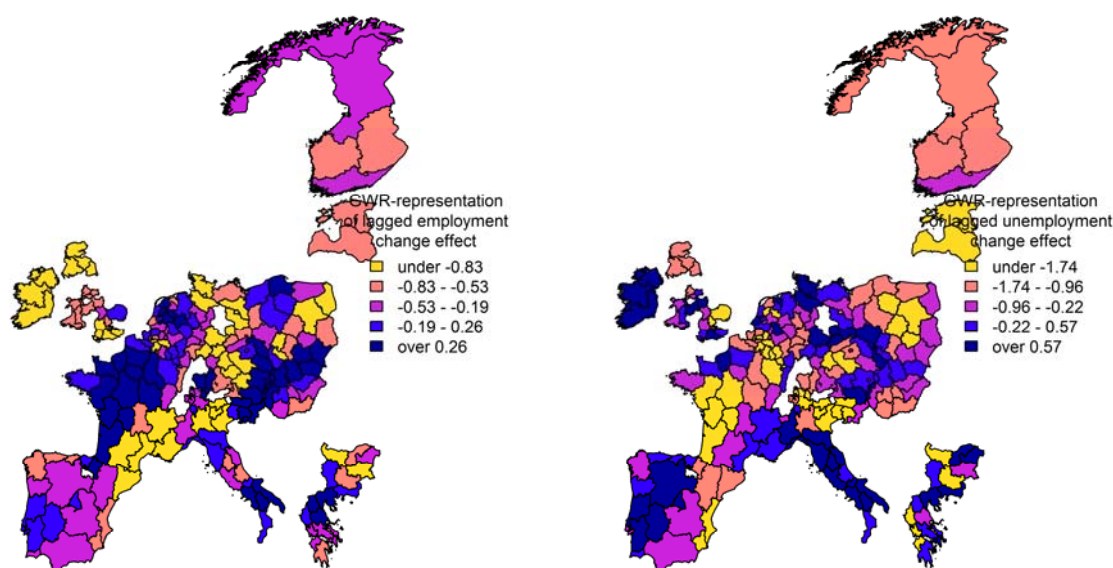 GWR-representation
of lagged employment
change effect
under -0.83
-0.83 - -0.53
-0.53 - -0.19
-0.19 - 0.26
over 0.26
GWR-representation
of lagged unemployment
change effect
under -1.74
-1.74 - -0.96
-0.96 - -0.22
-0.22 - 0.57
over 0.57